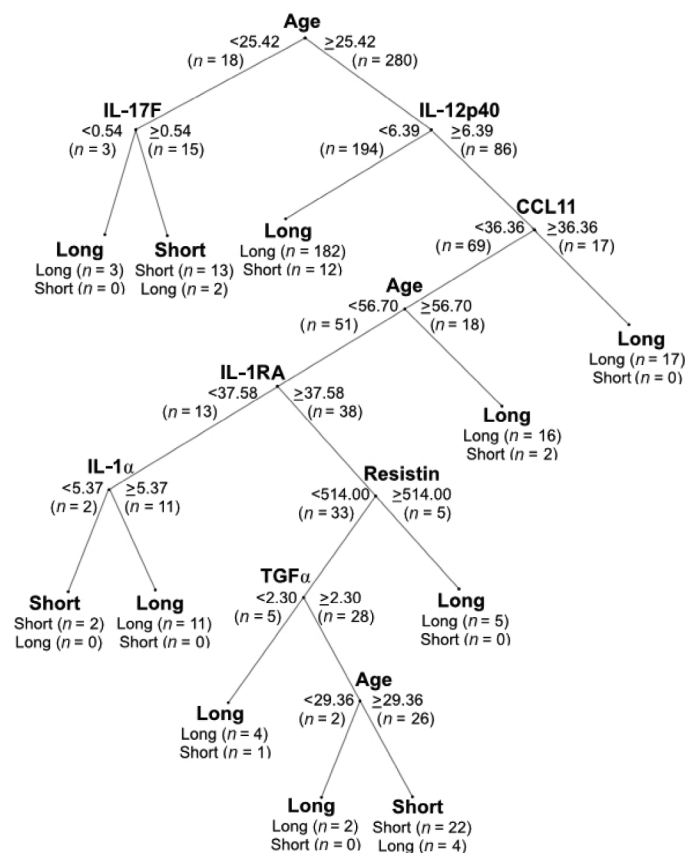 Age
<25.42 ≥25.42
(n = 18) (n = 280)
IL-17F IL-12p40
<0.54 ≥0.54 <6.39 ≥6.39
(n = 3) (n = 15) (n = 194) (n = 86)
CCL11
<36.36 ≥36.36
(n = 69) (n = 17)
Long Short Long
Long (n = 3) Short (n = 13) Long (n = 182)
Short (n = 0) Long (n = 2) Short (n = 12)
Age
<56.70 ≥56.70
(n = 51) (n = 18)
Long
Long (n = 17)
Short (n = 0)
IL-1RA
<37.58 ≥37.58
(n = 13) (n = 38)
Long
Long (n = 16)
Short (n = 2)
IL-1α Resistin
<5.37 ≥5.37 <514.00 ≥514.00
(n = 2) (n = 11) (n = 33) (n = 5)
TGFα
<2.30 ≥2.30
(n = 5) (n = 28)
Short Long Long
Short (n = 2) Long (n = 11) Long (n = 5)
Long (n = 0) Short (n = 0) Short (n = 0)
Age
<29.36 ≥29.36
(n = 2) (n = 26)
Long
Long (n = 4)
Short (n = 1)
Long Short
Long (n = 2) Short (n = 22)
Short (n = 0) Long (n = 4)